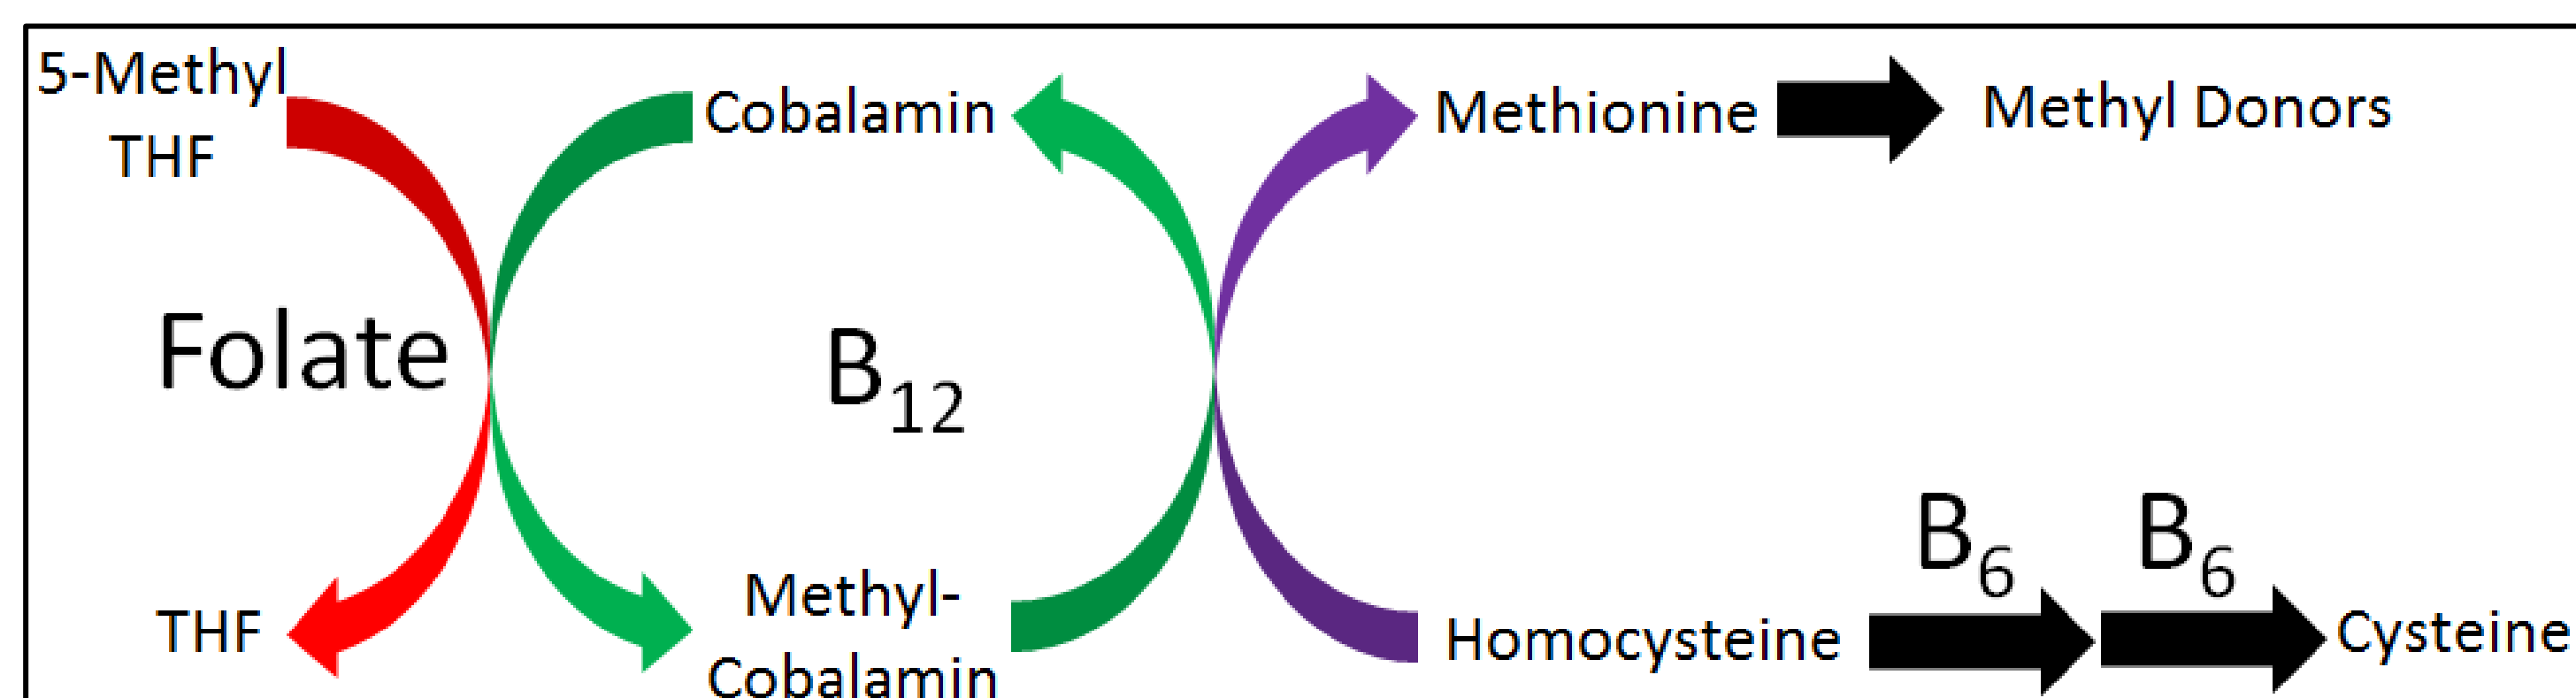 5-Methyl
THF
Cobalamin
Methionine
Methyl Donors
Folate
B12
B6
B6
THF
Methyl-
Cobalamin
Homocysteine
Cysteine